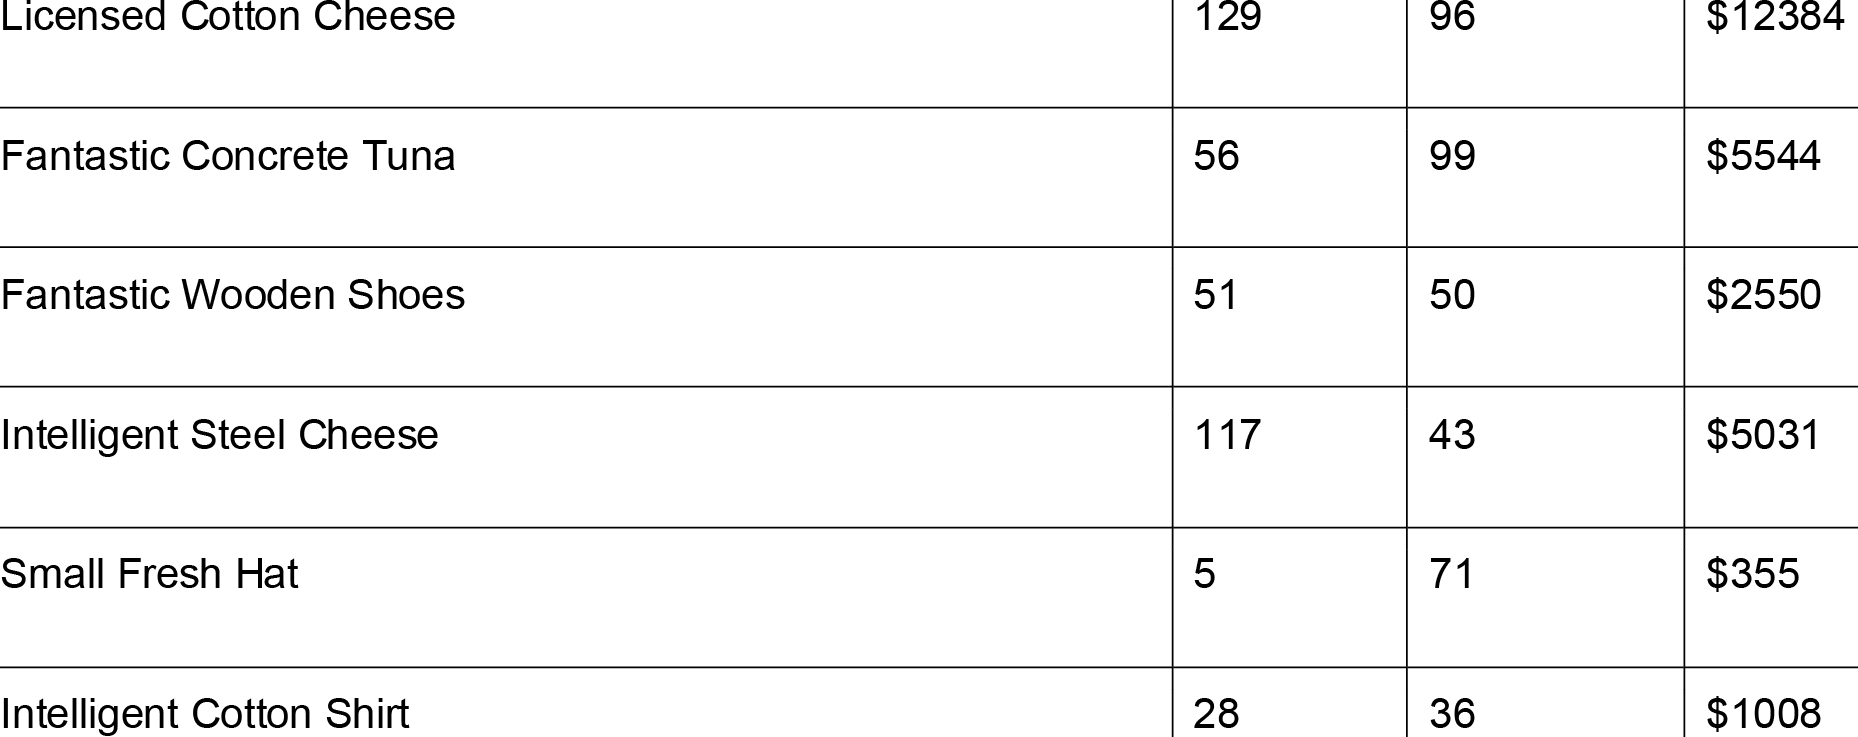 Licensed Cotton Cheese 129 96 $12384
Fantastic Concrete Tuna 56 99 $5544
Fantastic Wooden Shoes 51 50 $2550
Intelligent Steel Cheese 117 43 $5031
Small Fresh Hat 5 71 $355
Intelligent Cotton Shirt 28 36 $1008